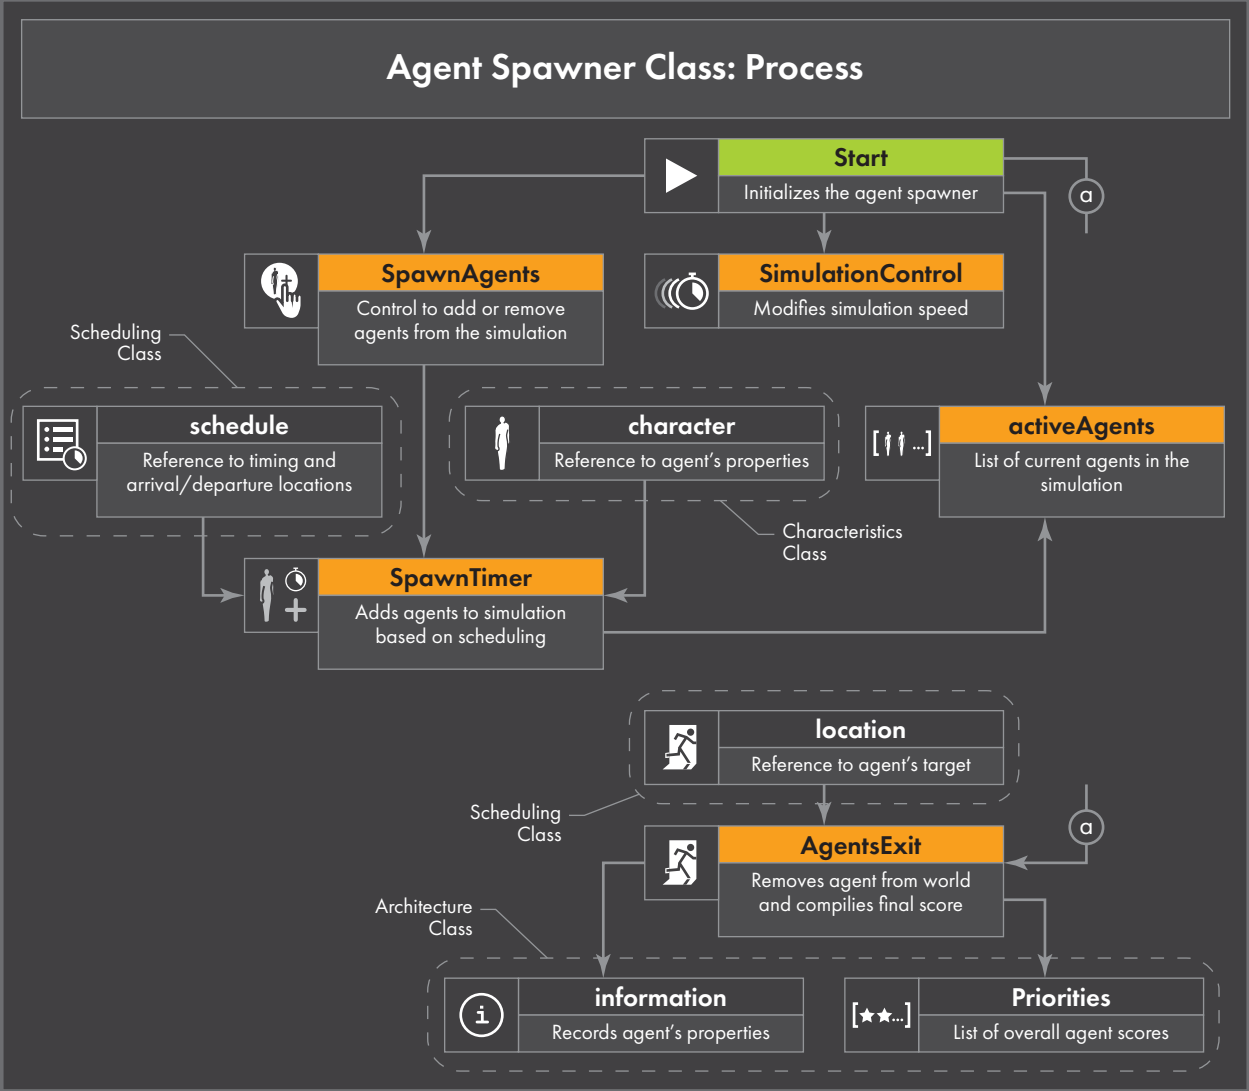 Agent Spawner Class: Process
Start
Initializes the agent spawner
a
SpawnAgents
Control to add or remove
agents from the simulation
SimulationControl
Modifies simulation speed
Scheduling
Class
schedule
Reference to timing and
arrival/departure locations
character
Reference to agent's properties
[ ...]
activeAgents
List of current agents in the
simulation
Characteristics
Class
SpawnTimer
Adds agents to simulation
based on scheduling
location
Reference to agent's target
Scheduling
Class
a
AgentsExit
Removes agent from world
and compilies final score
Architecture
Class
i
information
Records agent's properties
[★★...]
Priorities
List of overall agent scores